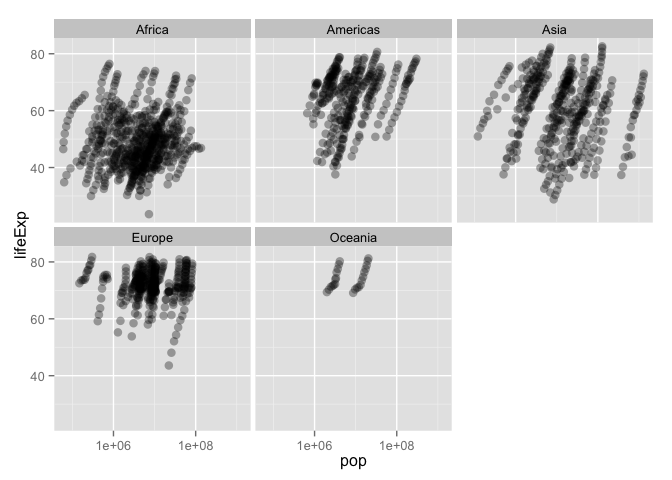 Africa
Americas
Asia
80
60
40
lifeExp
Europe
Oceania
80
60
40
1e+06
1e+08
1e+06
1e+08
pop